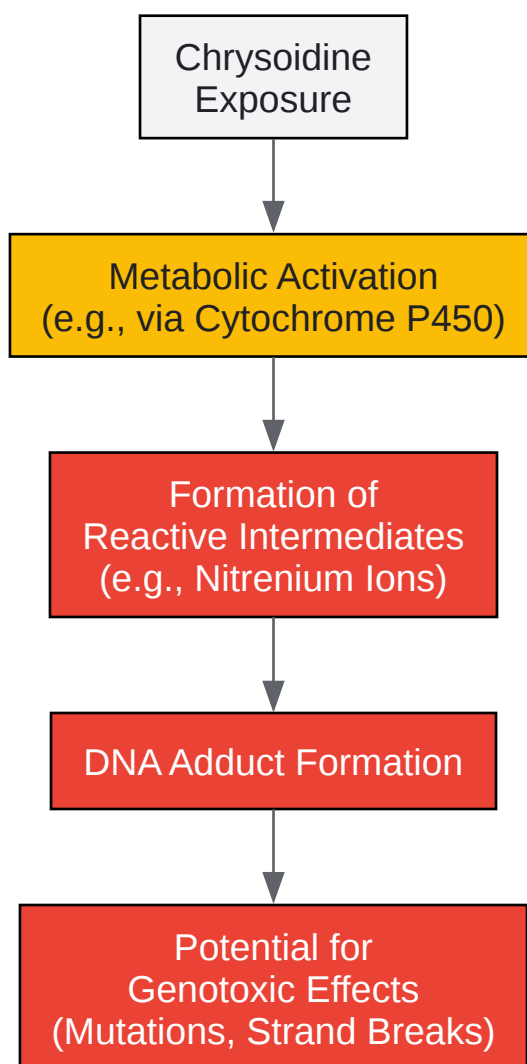 Chrysoidine
Exposure
Metabolic Activation
(e.g., via Cytochrome P450)
Formation of
Reactive Intermediates
(e.g., Nitrenium Ions)
DNA Adduct Formation
Potential for
Genotoxic Effects
(Mutations, Strand Breaks)